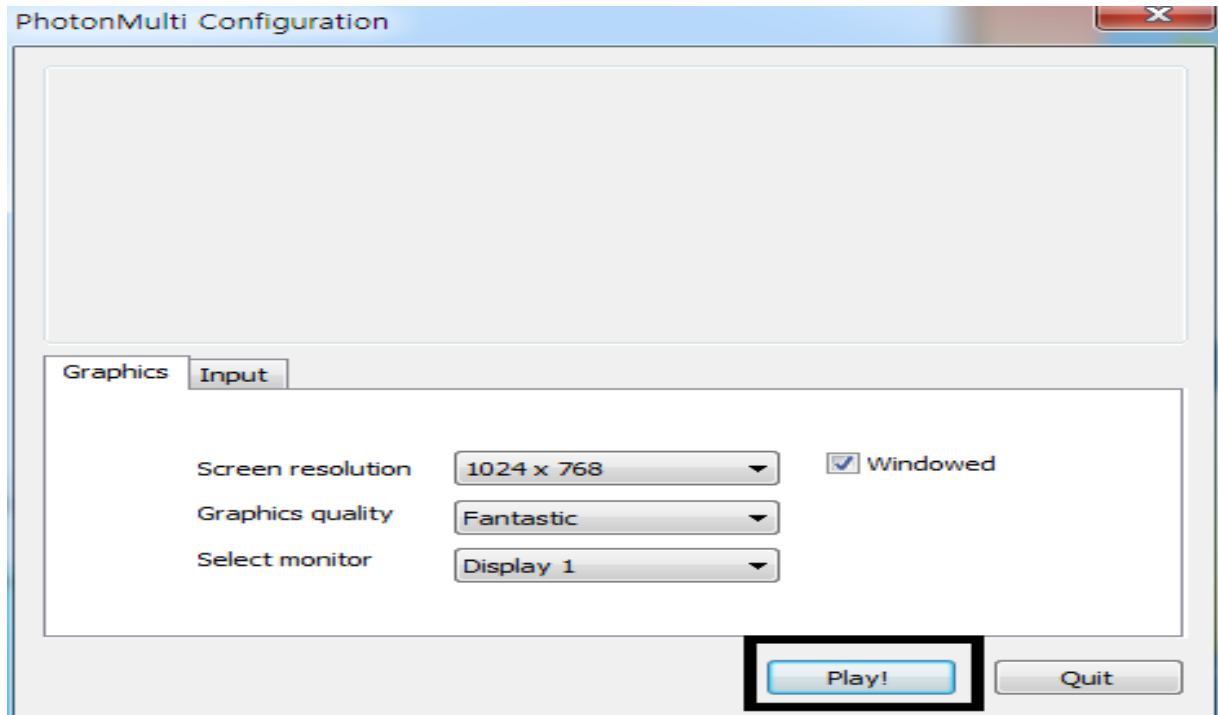 PhotonMulti Configuration
Graphics
Input
Screen resolution
1024 x 768
Windowed
Graphics quality
Fantastic
Select monitor
Display 1
Play!
Quit